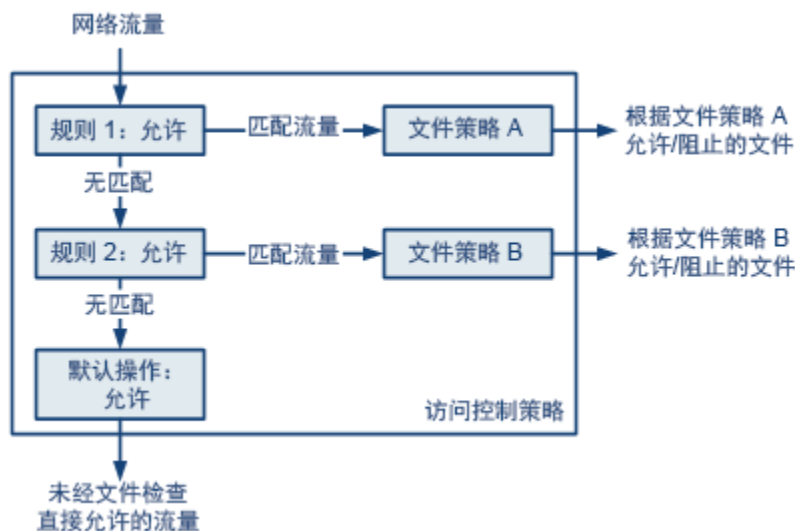 网络流量
规则 1：允许
匹配流量
文件策略 A
根据文件策略 A
允许/阻止的文件
无匹配
规则 2：允许
匹配流量
文件策略 B
根据文件策略 B
允许/阻止的文件
无匹配
默认操作：
允许
访问控制策略
未经文件检查
直接允许的流量